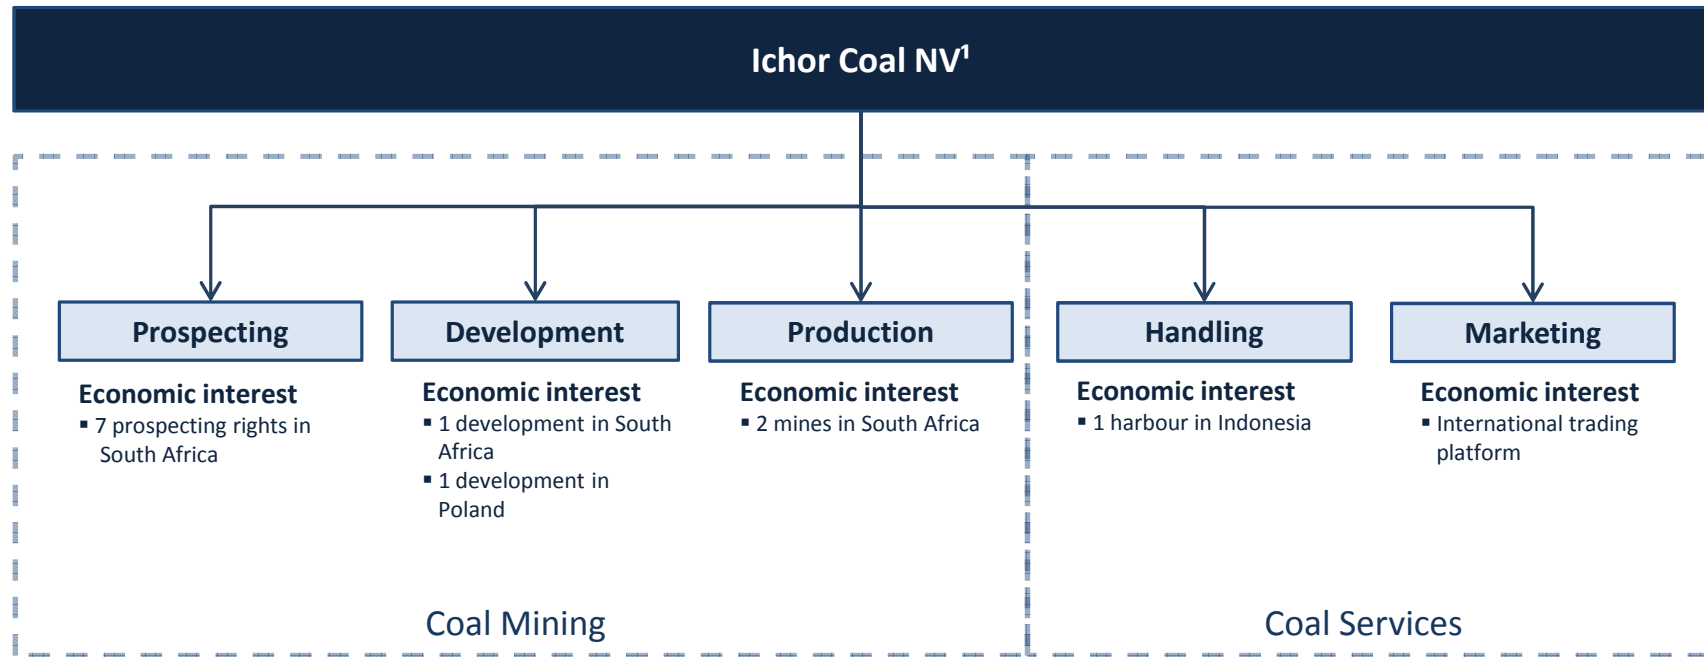 Ichor Coal NV¹
Prospecting
Economic interest
▪ 7 prospecting rights in
South Africa
Development
Economic interest
▪ 1 development in South
Africa
▪ 1 development in
Poland
Production
Economic interest
▪ 2 mines in South Africa
Coal Mining
Handling
Economic interest
▪ 1 harbour in Indonesia
Marketing
Economic interest
▪ International trading
platform
Coal Services